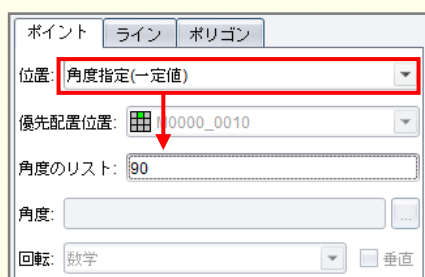 ポイント ライン ポリゴン
位置: 角度指定(一定値)
優先配置位置: M0000_0010
角度のリスト: 90
角度: ...
回転: 数学 垂直